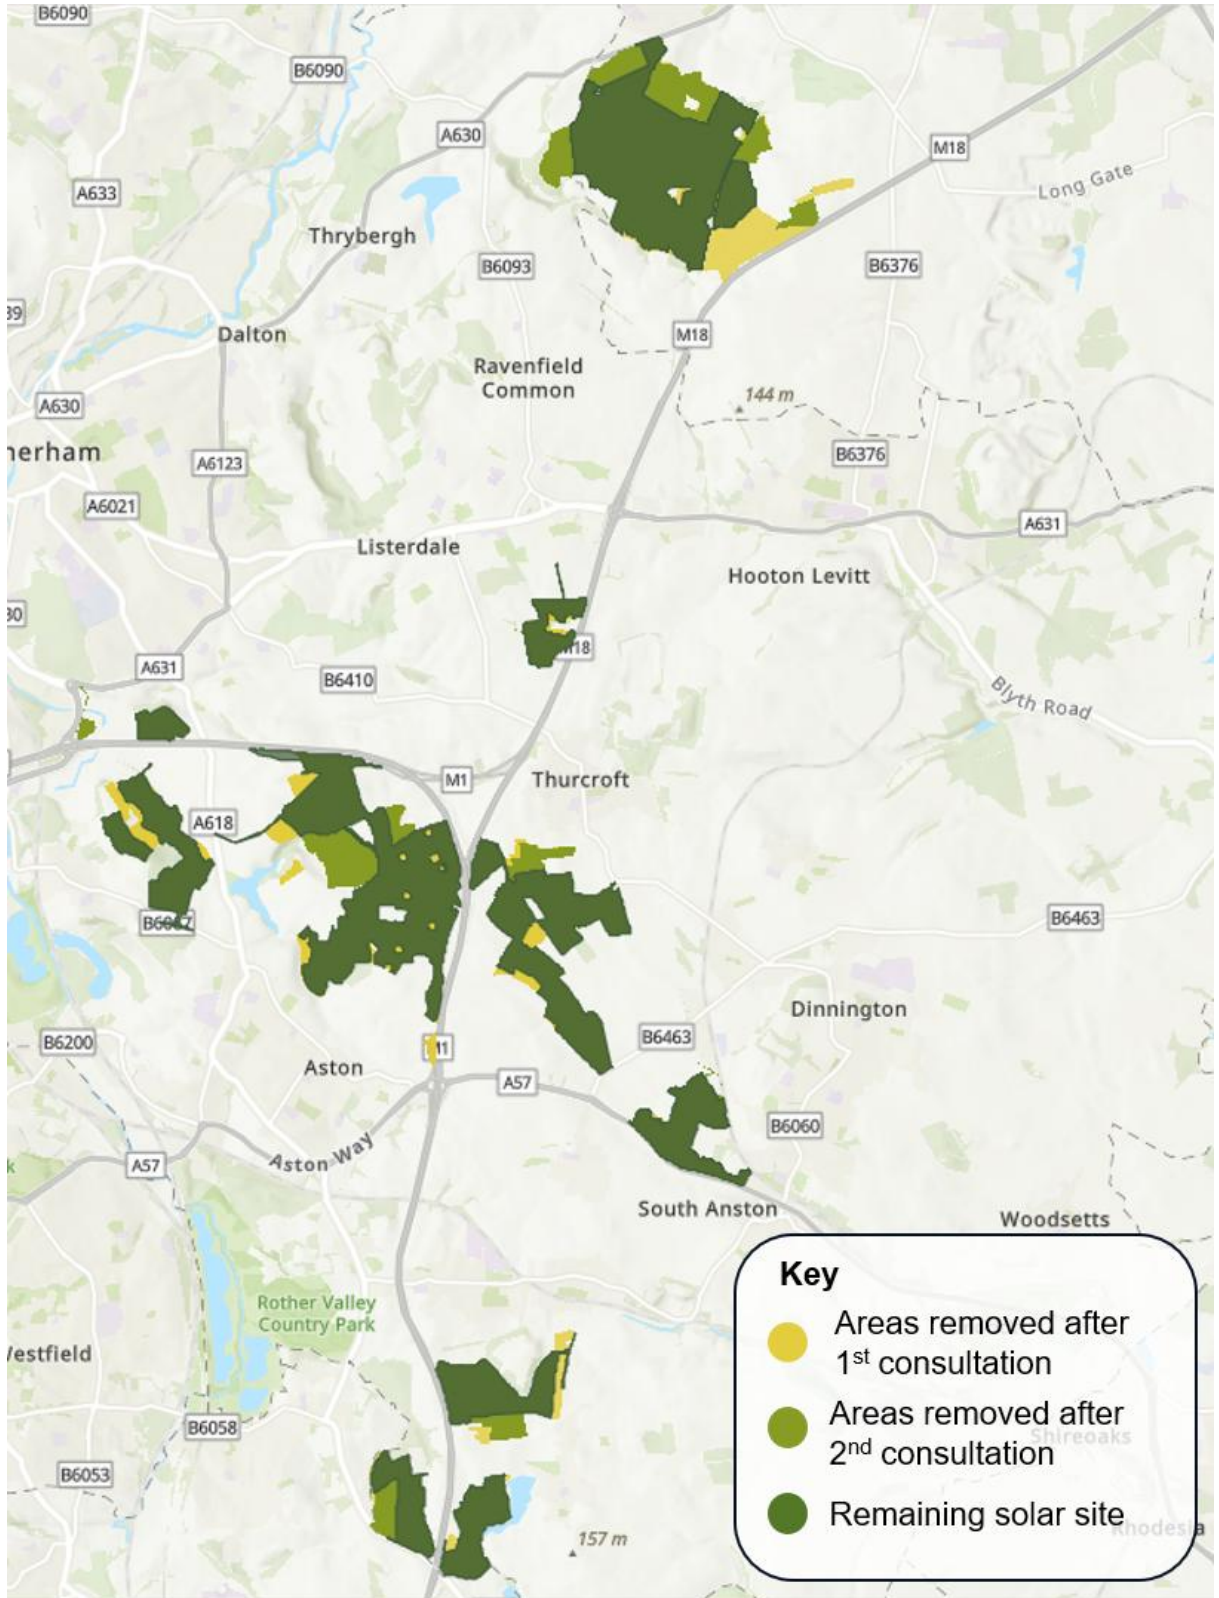 B6090
B6090
A630
M18
A633
Long Gate
Thrybergh
B6093
B6376
39
Dalton
M18
Ravenfield
Common
144 m
A630
herham
A6123
B6376
A6021
A631
Listerdale
Hooton Levitt
30
M18
A631
B6410
Blyth Road
M1
Thurcroft
A618
B6067
B6463
Dinnington
B6200
B6463
M1
Aston
A57
B6060
Aston Way
A57
k
South Anston
Woodsetts
Rother Valley
Country Park
Westfield
B6058
B6053
157 m
Key
Areas removed after
1st consultation
Areas removed after
2nd consultation
Shireoaks
Remaining solar site
Rhodesia